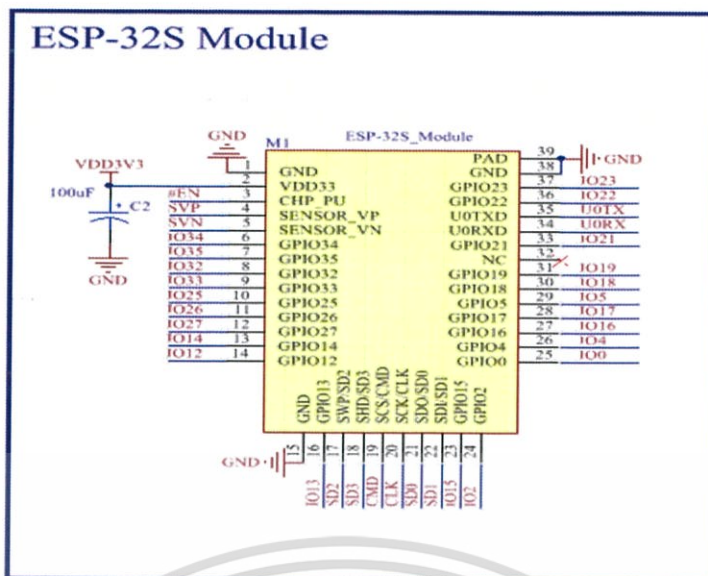 ESP-32S Module
GND
M1
ESP-32S_Module
VDD3V3
100uF
C2
GND
#EN
SVP
SVN
IO34
IO35
IO32
IO33
IO25
IO26
IO27
IO14
IO12
1 GND
2 VDD33
3 CHP_PU
4 SENSOR_VP
5 SENSOR_VN
6 GPIO34
7 GPIO35
8 GPIO32
9 GPIO33
10 GPIO25
11 GPIO26
12 GPIO27
13 GPIO14
14 GPIO12
PAD 39 GND
GND 38
GPIO23 37 IO23
GPIO22 36 IO22
U0TXD 35 U0TX
U0RXD 34 U0RX
GPIO21 33 IO21
NC 32
GPIO19 31 IO19
GPIO18 30 IO18
GPIO5 29 IO5
GPIO17 28 IO17
GPIO16 27 IO16
GPIO4 26 IO4
GPIO0 25 IO0
GND 15 GND
GPIO13 16 IO13
SWP/SD2 17 SD2
SHD/SD3 18 SD3
SCS/CMD 19 CMD
SCK/CLK 20 CLK
SDO/SD0 21 SD0
SDI/SD1 22 SD1
GPIO15 23 IO15
GPIO2 24 IO2